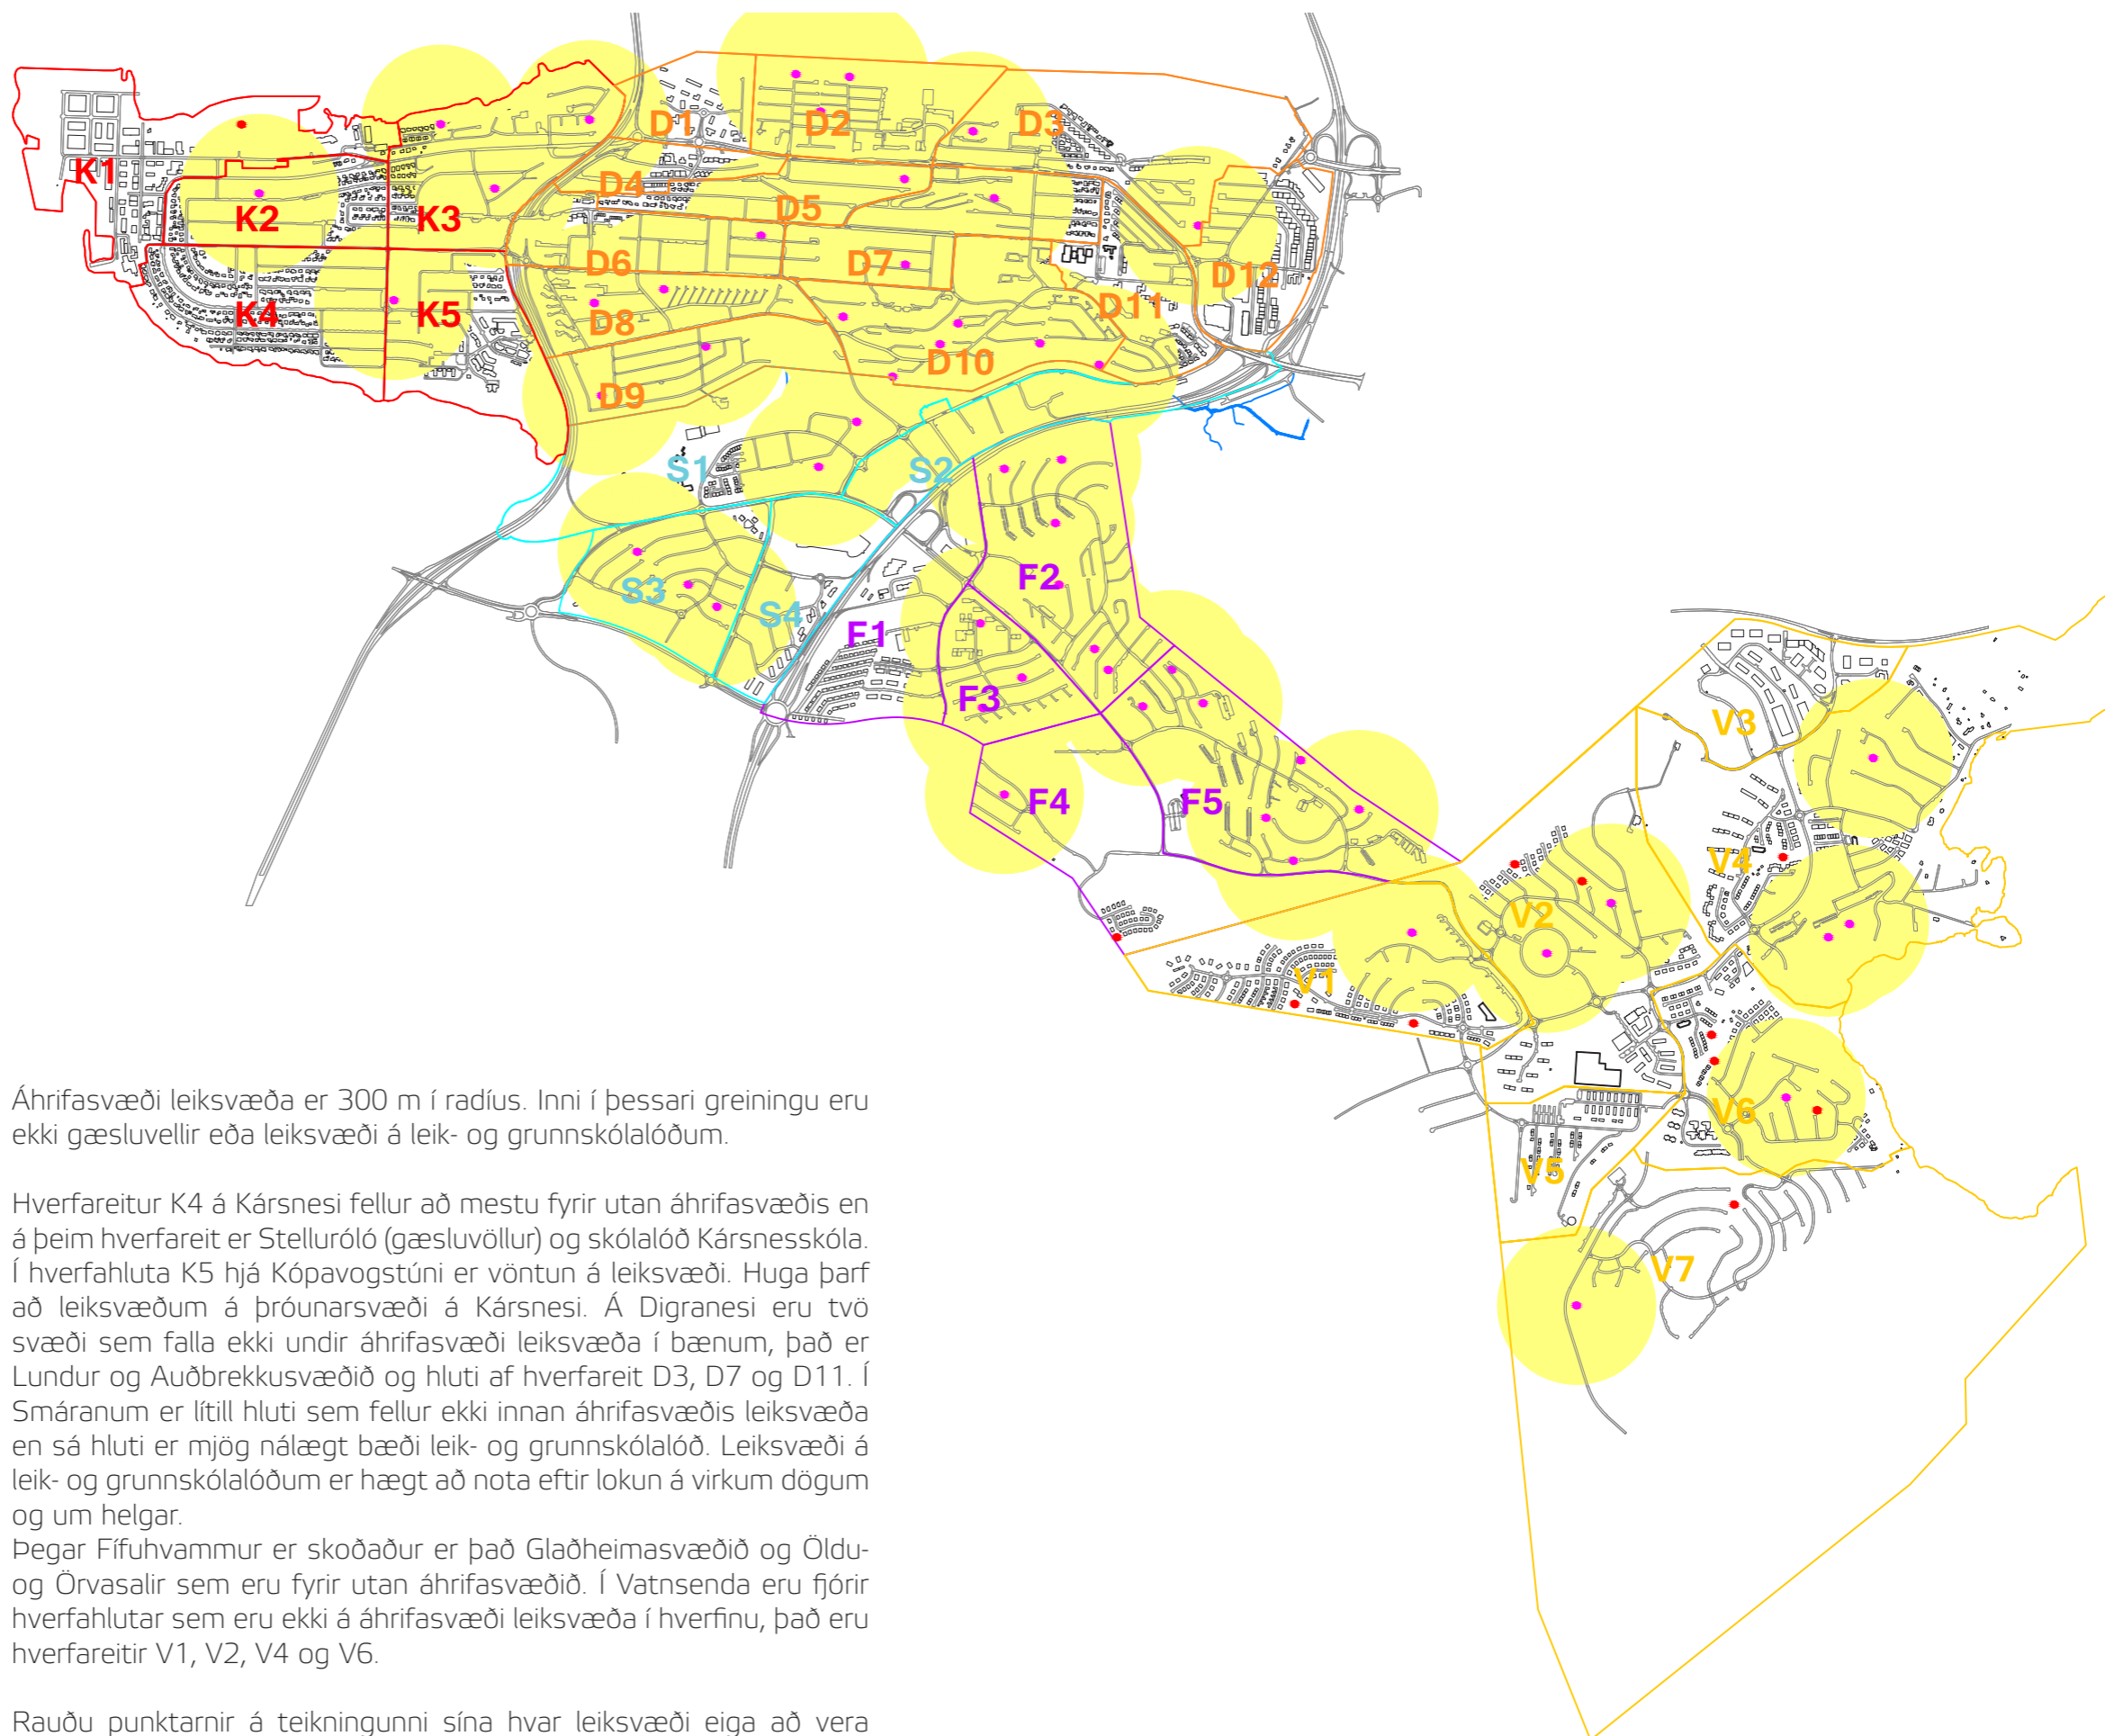 K1
K2
K3
K4
K5
D1
D2
D3
D4
D5
D6
D7
D8
D9
D10
D11
D12
S1
S2
S3
S4
F1
F2
F3
F4
F5
V1
V2
V3
V4
V5
V6
V7
Áhrifasvæði leiksvæða er 300 m í radíus. Inni í þessari greiningu eru
ekki gæsluvellir eða leiksvæði á leik- og grunnskólalóðum.
Hverfareitur K4 á Kársnesi fellur að mestu fyrir utan áhrifasvæðis en
á þeim hverfareit er Stelluróló (gæsluvöllur) og skólalóð Kársnesskóla.
Í hverfahluta K5 hjá Kópavogstúni er vöntun á leiksvæði. Huga þarf
að leiksvæðum á þróunarsvæði á Kársnesi. Á Digranesi eru tvö
svæði sem falla ekki undir áhrifasvæði leiksvæða í bænum, það er
Lundur og Auðbrekkusvæðið og hluti af hverfareit D3, D7 og D11. Í
Smáranum er lítill hluti sem fellur ekki innan áhrifasvæðis leiksvæða
en sá hluti er mjög nálægt bæði leik- og grunnskólalóð. Leiksvæði á
leik- og grunnskólalóðum er hægt að nota eftir lokun á virkum dögum
og um helgar.
Þegar Fífuhvammur er skoðaður er það Glaðheimasvæðið og Öldu-
og Örvasalir sem eru fyrir utan áhrifasvæðið. Í Vatnsenda eru fjórir
hverfahlutar sem eru ekki á áhrifasvæði leiksvæða í hverfinu, það eru
hverfareitir V1, V2, V4 og V6.
Rauðu punktarnir á teikningunni sína hvar leiksvæði eiga að vera